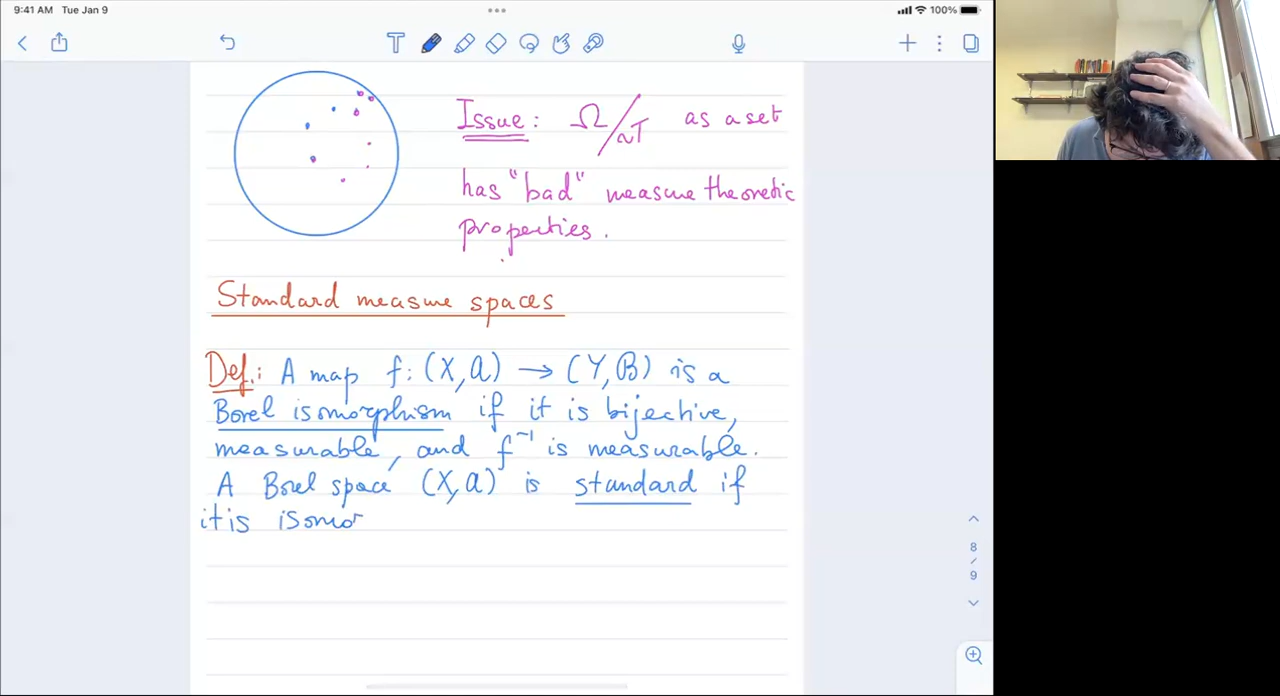 9:41 AM Tue Jan 9
100%
Issue: Ω/~T as a set
has "bad" measure theoretic
properties.
Standard measure spaces
Def.: A map f: (X, a) → (Y, B) is a
Borel isomorphism if it is bijective,
measurable, and f⁻¹ is measurable.
A Borel space (X, a) is standard if
it is isomor
8
/
9